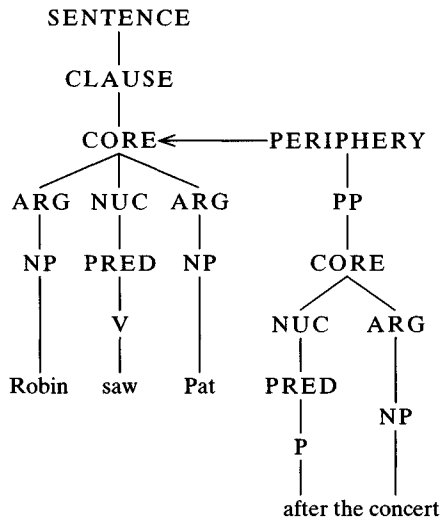 SENTENCE
CLAUSE
CORE PERIPHERY
ARG NUC ARG PP
NP PRED NP CORE
V NUC ARG
Robin saw Pat PRED
NP
P
after the concert